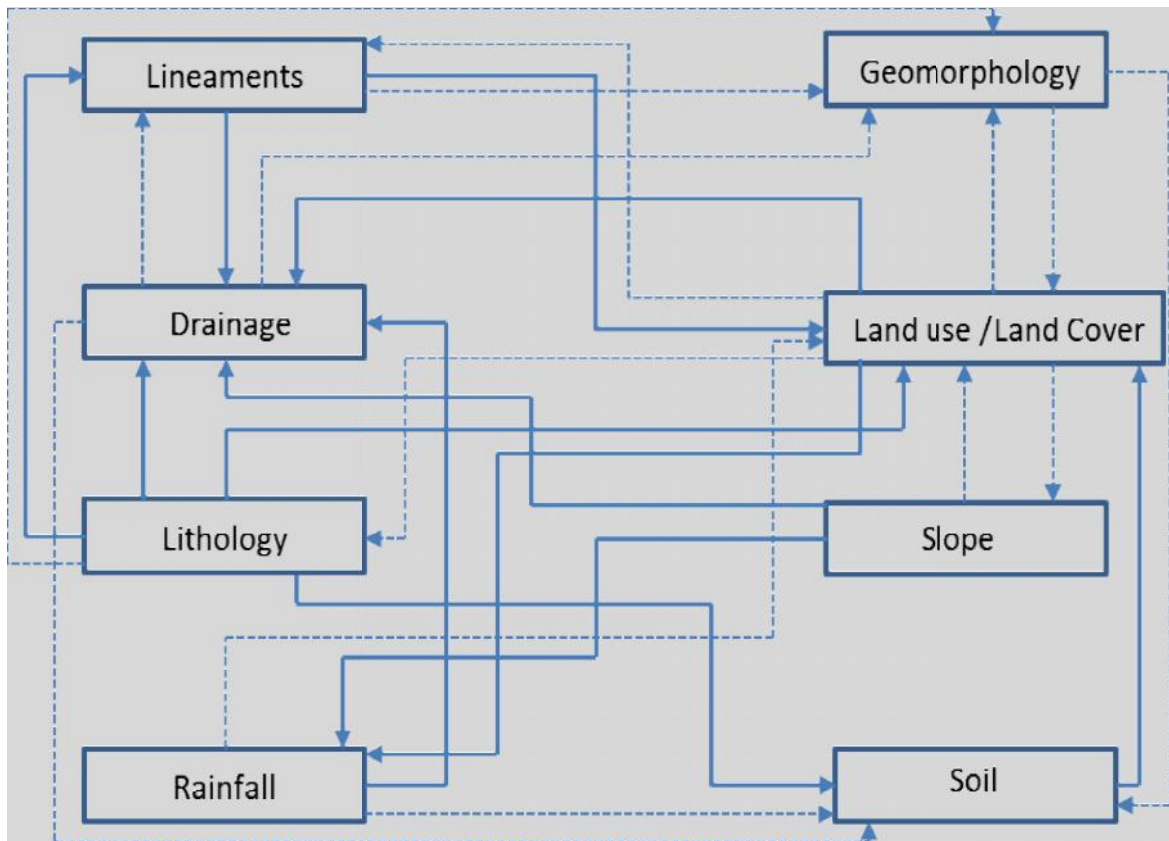 Lineaments
Geomorphology
Drainage
Land use /Land Cover
Lithology
Slope
Rainfall
Soil